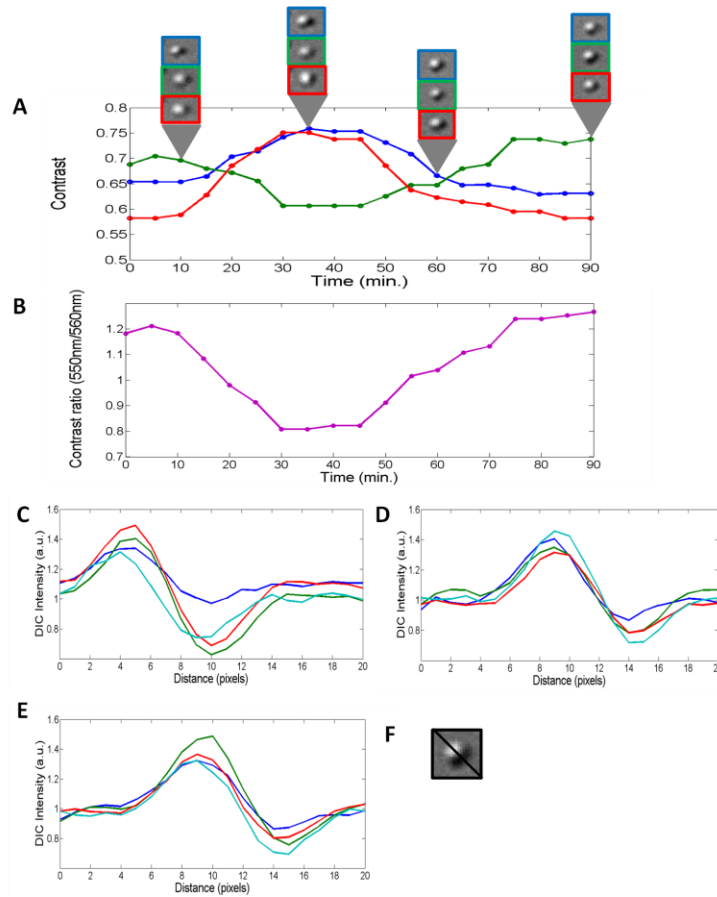 A
Contrast
0.8
0.75
0.7
0.65
0.6
0.55
0.5
0 10 20 30 40 50 60 70 80 90
Time (min.)
B
Contrast ratio (550nm/560nm)
1.2
1.1
1
0.9
0.8
0.7
0 10 20 30 40 50 60 70 80 90
Time (min.)
C
DIC Intensity (a.u.)
1.6
1.4
1.2
1
0.8
0 2 4 6 8 10 12 14 16 18 20
Distance (pixels)
D
DIC Intensity (a.u.)
1.6
1.4
1.2
1
0.8
0 2 4 6 8 10 12 14 16 18 20
Distance (pixels)
E
DIC Intensity (a.u.)
1.6
1.4
1.2
1
0.8
0 2 4 6 8 10 12 14 16 18 20
Distance (pixels)
F